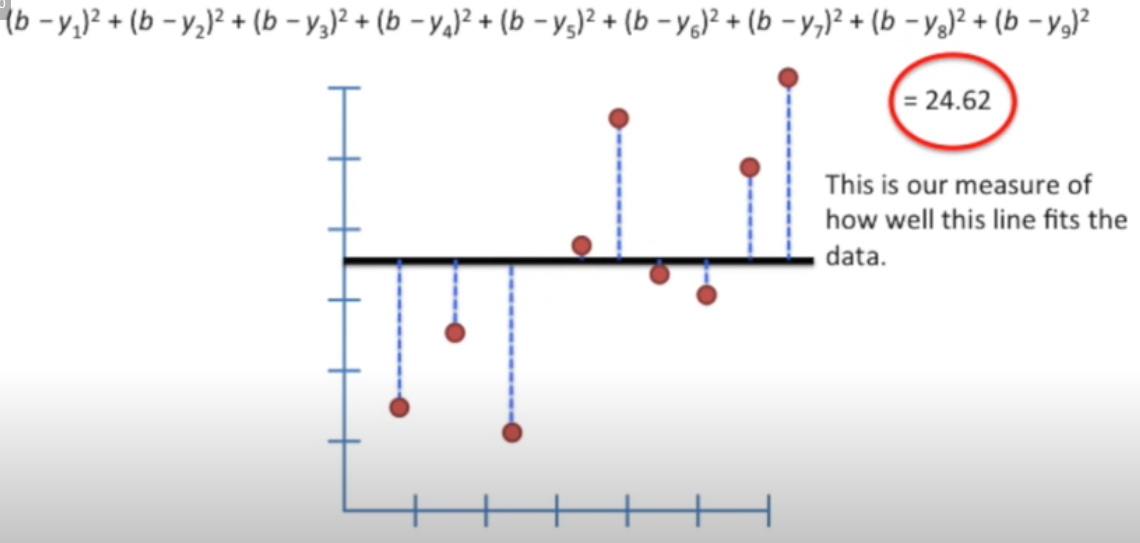 (b – y₁)² + (b – y₂)² + (b – y₃)² + (b – y₄)² + (b – y₅)² + (b – y₆)² + (b – y₇)² + (b – y₈)² + (b – y₉)²
= 24.62
This is our measure of
how well this line fits the
data.